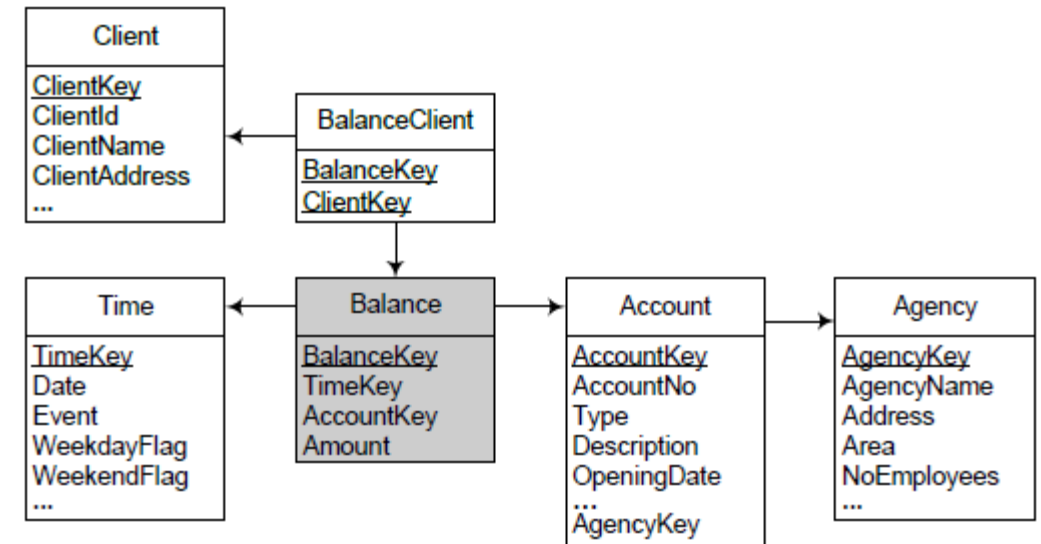 Client
ClientKey
ClientId
ClientName
ClientAddress
...
BalanceClient
BalanceKey
ClientKey
Time
TimeKey
Date
Event
WeekdayFlag
WeekendFlag
...
Balance
BalanceKey
TimeKey
AccountKey
Amount
Account
AccountKey
AccountNo
Type
Description
OpeningDate
...
AgencyKey
Agency
AgencyKey
AgencyName
Address
Area
NoEmployees
...